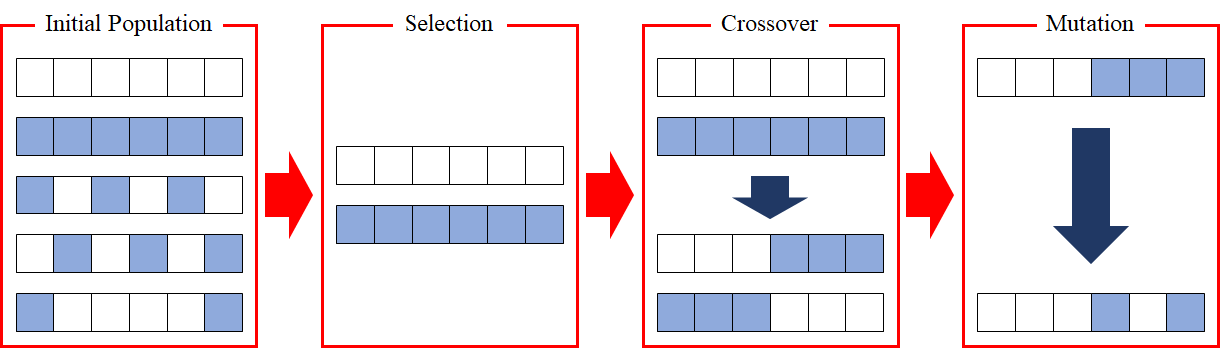 Initial Population
Selection
Crossover
Mutation